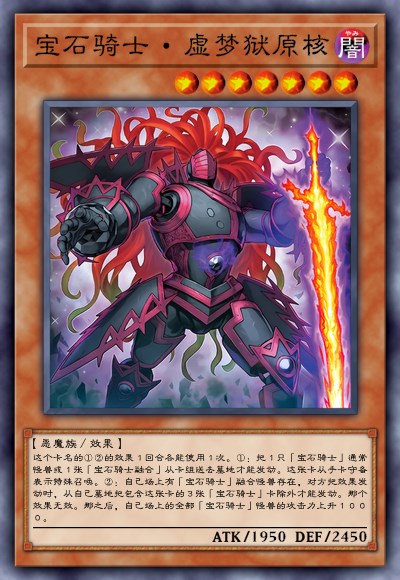 宝石骑士・虚梦狱原核
闇
やみ
【恶魔族／效果】
这个卡名的①②的效果1回合各能使用1次。①：把1只「宝石骑士」通常
怪兽或1张「宝石骑士融合」从卡组送去墓地才能发动。这张卡从手卡守备
表示特殊召唤。②：自己场上有「宝石骑士」融合怪兽存在，对方把效果发
动时，从自己墓地把包含这张卡的3张「宝石骑士」卡除外才能发动。那个
效果无效。那之后，自己场上的全部「宝石骑士」怪兽的攻击力上升１００
０。
ATK/1950 DEF/2450